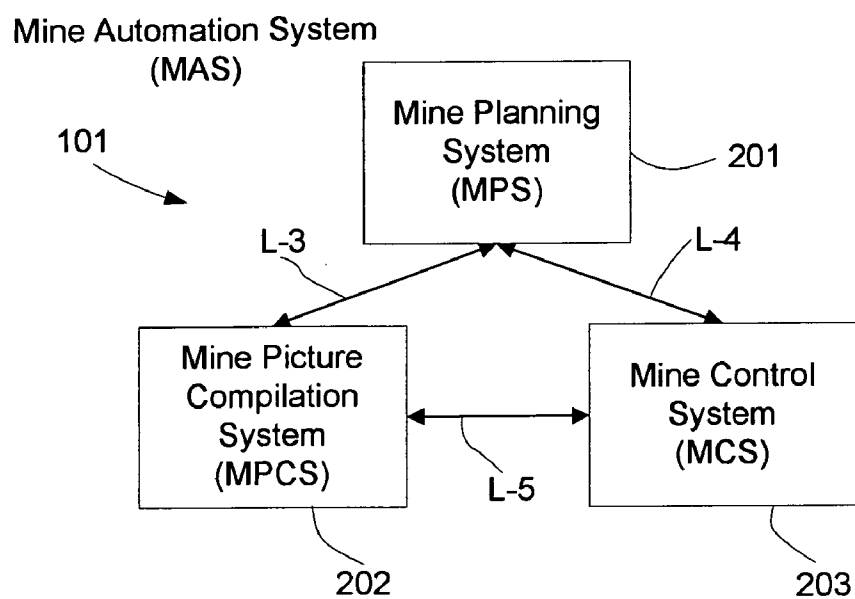 Mine Automation System
(MAS)
101
Mine Planning
System
(MPS)
201
L-3
L-4
Mine Picture
Compilation
System
(MPCS)
L-5
Mine Control
System
(MCS)
202
203